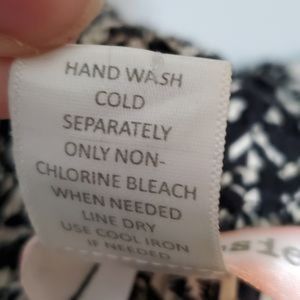 HAND WASH
COLD
SEPARATELY
ONLY NON-
CHLORINE BLEACH
WHEN NEEDED
LINE DRY
USE COOL IRON
IF NEEDED